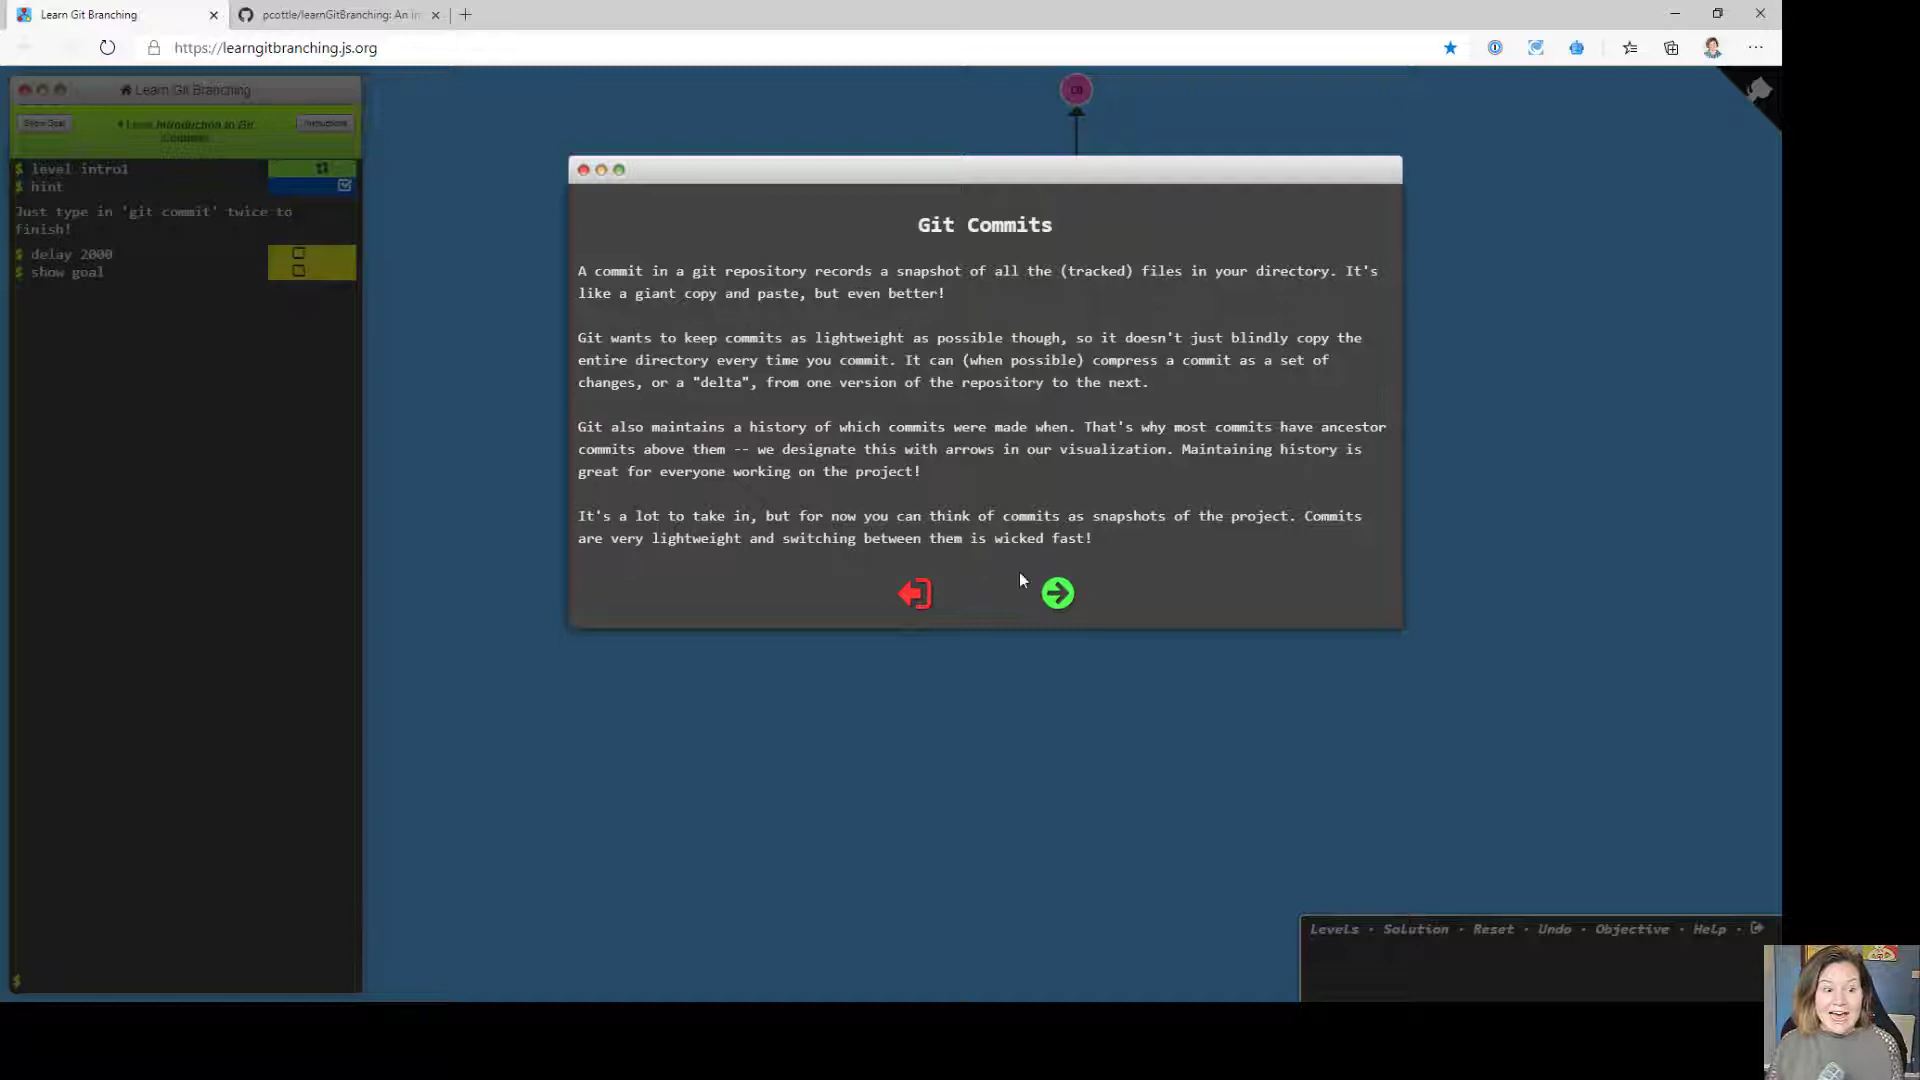 Learn Git Branching
pcottle/learnGitBranching: An in
https://learngitbranching.js.org
Learn Git Branching
Show Goal
Level Introduction to Git
Commits
Instructions
$ level intro1
$ hint
Just type in 'git commit' twice to
finish!
$ delay 2000
$ show goal
$
Git Commits
A commit in a git repository records a snapshot of all the (tracked) files in your directory. It's
like a giant copy and paste, but even better!
Git wants to keep commits as lightweight as possible though, so it doesn't just blindly copy the
entire directory every time you commit. It can (when possible) compress a commit as a set of
changes, or a "delta", from one version of the repository to the next.
Git also maintains a history of which commits were made when. That's why most commits have ancestor
commits above them -- we designate this with arrows in our visualization. Maintaining history is
great for everyone working on the project!
It's a lot to take in, but for now you can think of commits as snapshots of the project. Commits
are very lightweight and switching between them is wicked fast!
Levels · Solution · Reset · Undo · Objective · Help ·